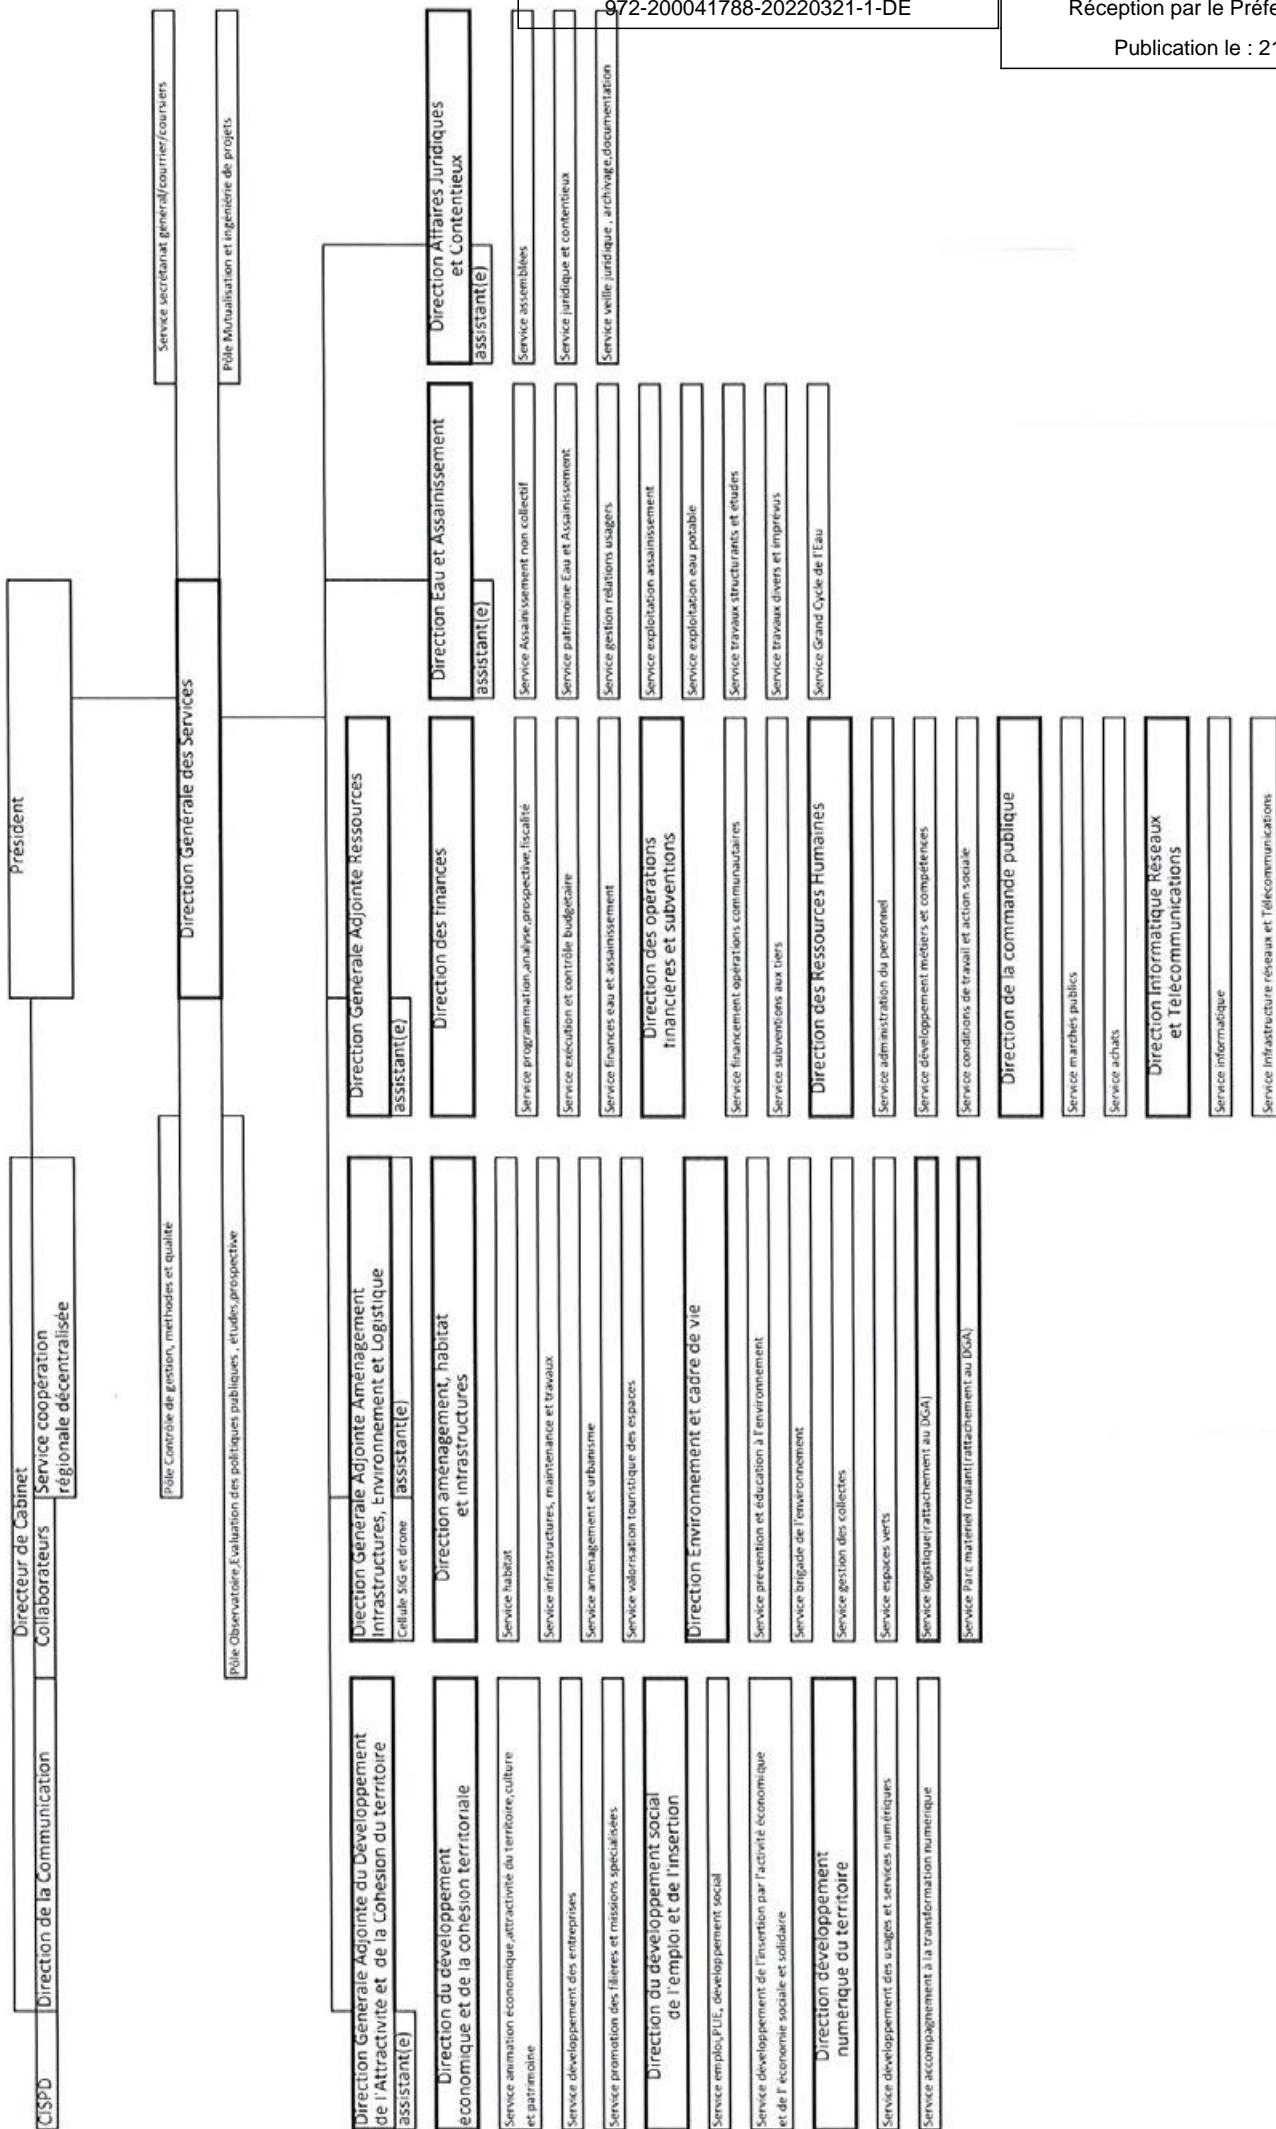 972-200041788-20220321-1-DE
Réception par le Préfe
Publication le : 21
Président
Directeur de Cabinet
CISPD
Direction de la Communication
Collaborateurs
Service coopération
régionale décentralisée
Direction Générale des Services
Pôle Contrôle de gestion, méthodes et qualité
Pôle Observatoire,Evaluation des politiques publiques , études,prospective
Service secrétariat général/courrier/coursiers
Pôle Mutualisation et ingénierie de projets
Direction Générale Adjointe du Développement
de l'Attractivité et de la Cohésion du territoire
assistant(e)
Direction du développement
économique et de la cohésion territoriale
Service animation économique,attractivité du territoire,culture
et patrimoine
Service développement des entreprises
Service promotion des filières et missions spécialisées
Direction du développement social
de l'emploi et de l'insertion
Service emploi,PLIE, développement social
Service développement de l'insertion par l'activité économique
et de l' économie sociale et solidaire
Direction développement
numérique du territoire
Service développement des usages et services numériques
Service accompagnement à la transformation numérique
Diection Générale Adjointe Aménagement
Infrastructures, Environnement et Logistique
Cellule SIG et drone
assistant(e)
Direction aménagement, habitat
et infrastructures
Service habitat
Service infrastructures, maintenance et travaux
Service aménagement et urbanisme
Service valorisation touristique des espaces
Direction Environnement et cadre de vie
Service prévention et éducation à l'environnement
Service brigade de l'environnement
Service gestion des collectes
Service espaces verts
Service logistique(rattachement au DGA)
Service Parc matériel roulant(rattachement au DGA)
Direction Générale Adjointe Ressources
assistant(e)
Direction des finances
Service programmation,analyse,prospective,fiscalité
Service exécution et contrôle budgétaire
Service finances eau et assainissement
Direction des opérations
financières et subventions
Service financement opérations communautaires
Service subventions aux tiers
Direction des Ressources Humaines
Service administration du personnel
Service développement métiers et compétences
Service conditions de travail et action sociale
Direction de la commande publique
Service marchés publics
Service achats
Direction Informatique Réseaux
et Télécommunications
Service informatique
Service Infrastructure réseaux et Télécommunications
Direction Eau et Assainissement
assistant(e)
Service Assainissement non collectif
Service patrimoine Eau et Assainissement
Service gestion relations usagers
Service exploitation assainissement
Service exploitation eau potable
Service travaux structurants et études
Service travaux divers et imprévus
Service Grand Cycle de l'Eau
Direction Affaires Juridiques
et Contentieux
assistant(e)
Service assemblées
Service juridique et contentieux
Service veille juridique , archivage,documentation